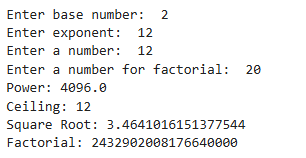 Enter base number:  2
Enter exponent:  12
Enter a number:  12
Enter a number for factorial:  20
Power: 4096.0
Ceiling: 12
Square Root: 3.4641016151377544
Factorial: 2432902008176640000